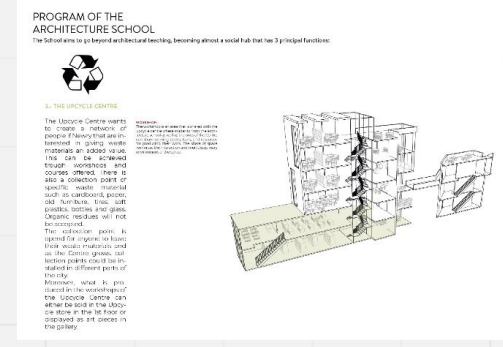 PROGRAM OF THE
ARCHITECTURE SCHOOL
The School aims to go beyond architectural teaching, becoming almost a social hub that has 3 principal functions:
2.- THE UPCYCLE CENTRE
The Upcycle Centre wants
to create a network of
people if Newry that are in-
terested in giving waste
materials an added value.
This can be achieved
trough workshops and
courses offered. There is
also a collection point of
specific waste material
such as cardboard, paper,
old furniture, tires, soft
plastics, bottles and glass.
Organic residues will not
be accepted.
The collection point is
opend for anyone to leave
their waste materials and
as the Centre grows, col-
lection points could be in-
stalled in different parts of
the city.
Moreover, what is pro-
duced in the workshops of
the Upcycle Centre can
either be sold in the Upcy-
cle store in the 1st floor or
displayed as art pieces in
the gallery.